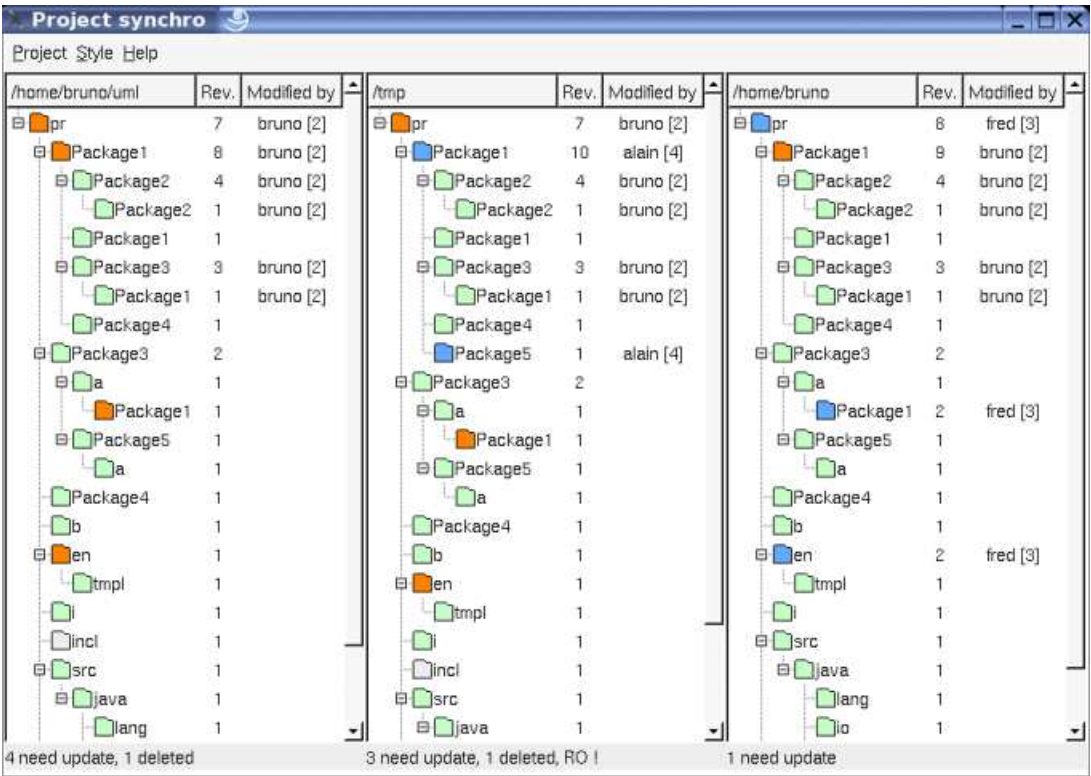 Project synchro
Project Style Help
/home/bruno/uml Rev. Modified by
pr 7 bruno [2]
Package1 8 bruno [2]
Package2 4 bruno [2]
Package2 1 bruno [2]
Package1 1
Package3 3 bruno [2]
Package1 1 bruno [2]
Package4 1
Package3 2
a 1
Package1 1
Package5 1
a 1
Package4 1
b 1
en 1
tmpl 1
i 1
incl 1
src 1
java 1
lang 1
4 need update, 1 deleted
/tmp Rev. Modified by
pr 7 bruno [2]
Package1 10 alain [4]
Package2 4 bruno [2]
Package2 1 bruno [2]
Package1 1
Package3 3 bruno [2]
Package1 1 bruno [2]
Package4 1
Package5 1 alain [4]
Package3 2
a 1
Package1 1
Package5 1
a 1
Package4 1
b 1
en 1
tmpl 1
i 1
incl 1
src 1
java 1
3 need update, 1 deleted, RO !
/home/bruno Rev. Modified by
pr 8 fred [3]
Package1 9 bruno [2]
Package2 4 bruno [2]
Package2 1 bruno [2]
Package1 1
Package3 3 bruno [2]
Package1 1 bruno [2]
Package4 1
Package3 2
a 1
Package1 2 fred [3]
Package5 1
a 1
Package4 1
b 1
en 2 fred [3]
tmpl 1
i 1
src 1
java 1
lang 1
io 1
1 need update